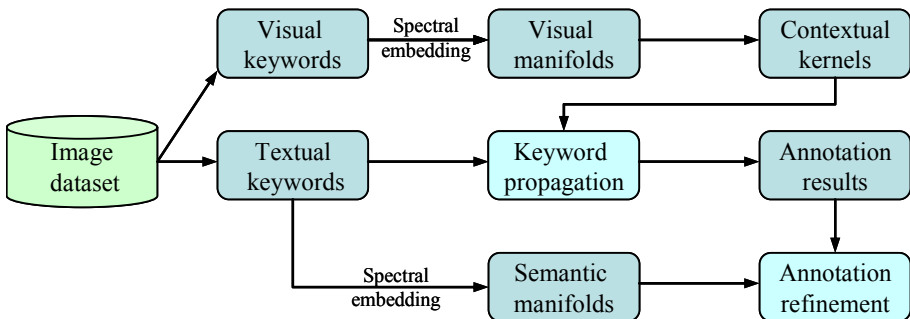 Visual
keywords
Spectral
embedding
Visual
manifolds
Contextual
kernels
Image
dataset
Textual
keywords
Keyword
propagation
Annotation
results
Spectral
embedding
Semantic
manifolds
Annotation
refinement